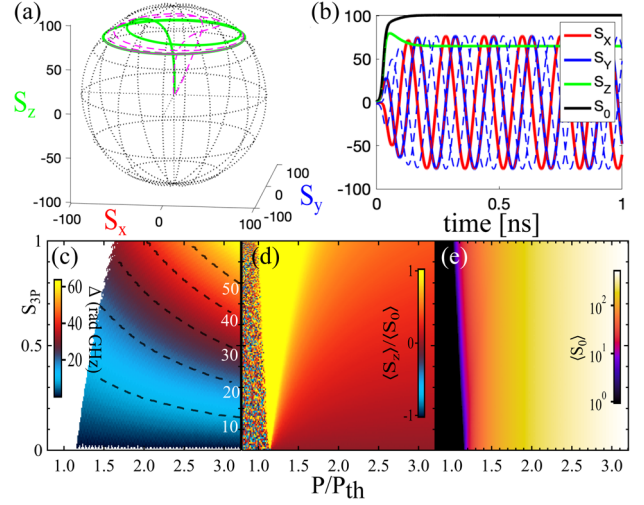 (a)
100
50
0
-50
-100
S_z
-100
0
100
S_x
100
0
-100
S_y
(b)
100
50
0
-50
-100
0
0.5
1
time [ns]
S_X
S_Y
S_Z
S_0
(c)
1
0.5
0
S_3P
60
40
20
Δ (rad GHz)
50
40
30
20
10
1.0 1.5 2.0 2.5 3.0
(d)
1
0
-1
⟨S_z⟩/⟨S_0⟩
1.0 1.5 2.0 2.5 3.0
(e)
10^2
10^1
10^0
⟨S_0⟩
1.0 1.5 2.0 2.5 3.0
P/P_th